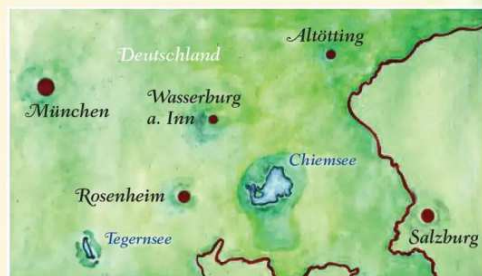 Altötting
Deutschland
München
Wasserburg
a. Inn
Chiemsee
Rosenheim
Tegernsee
Salzburg